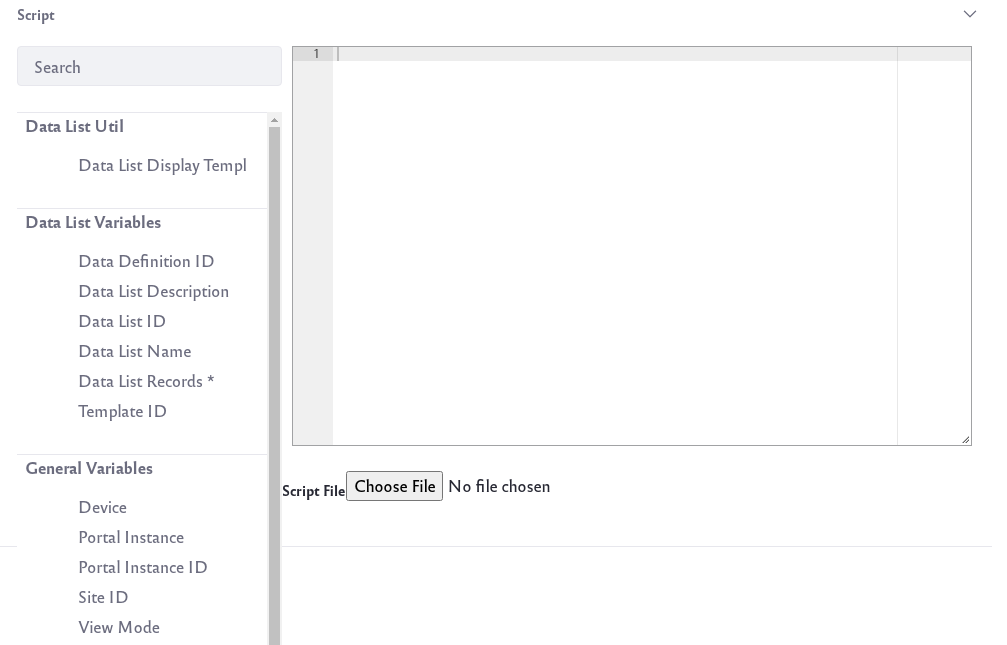 Script
Search
1
Data List Util
Data List Display Templ
Data List Variables
Data Definition ID
Data List Description
Data List ID
Data List Name
Data List Records *
Template ID
General Variables
Device
Portal Instance
Portal Instance ID
Site ID
View Mode
Script File Choose File No file chosen